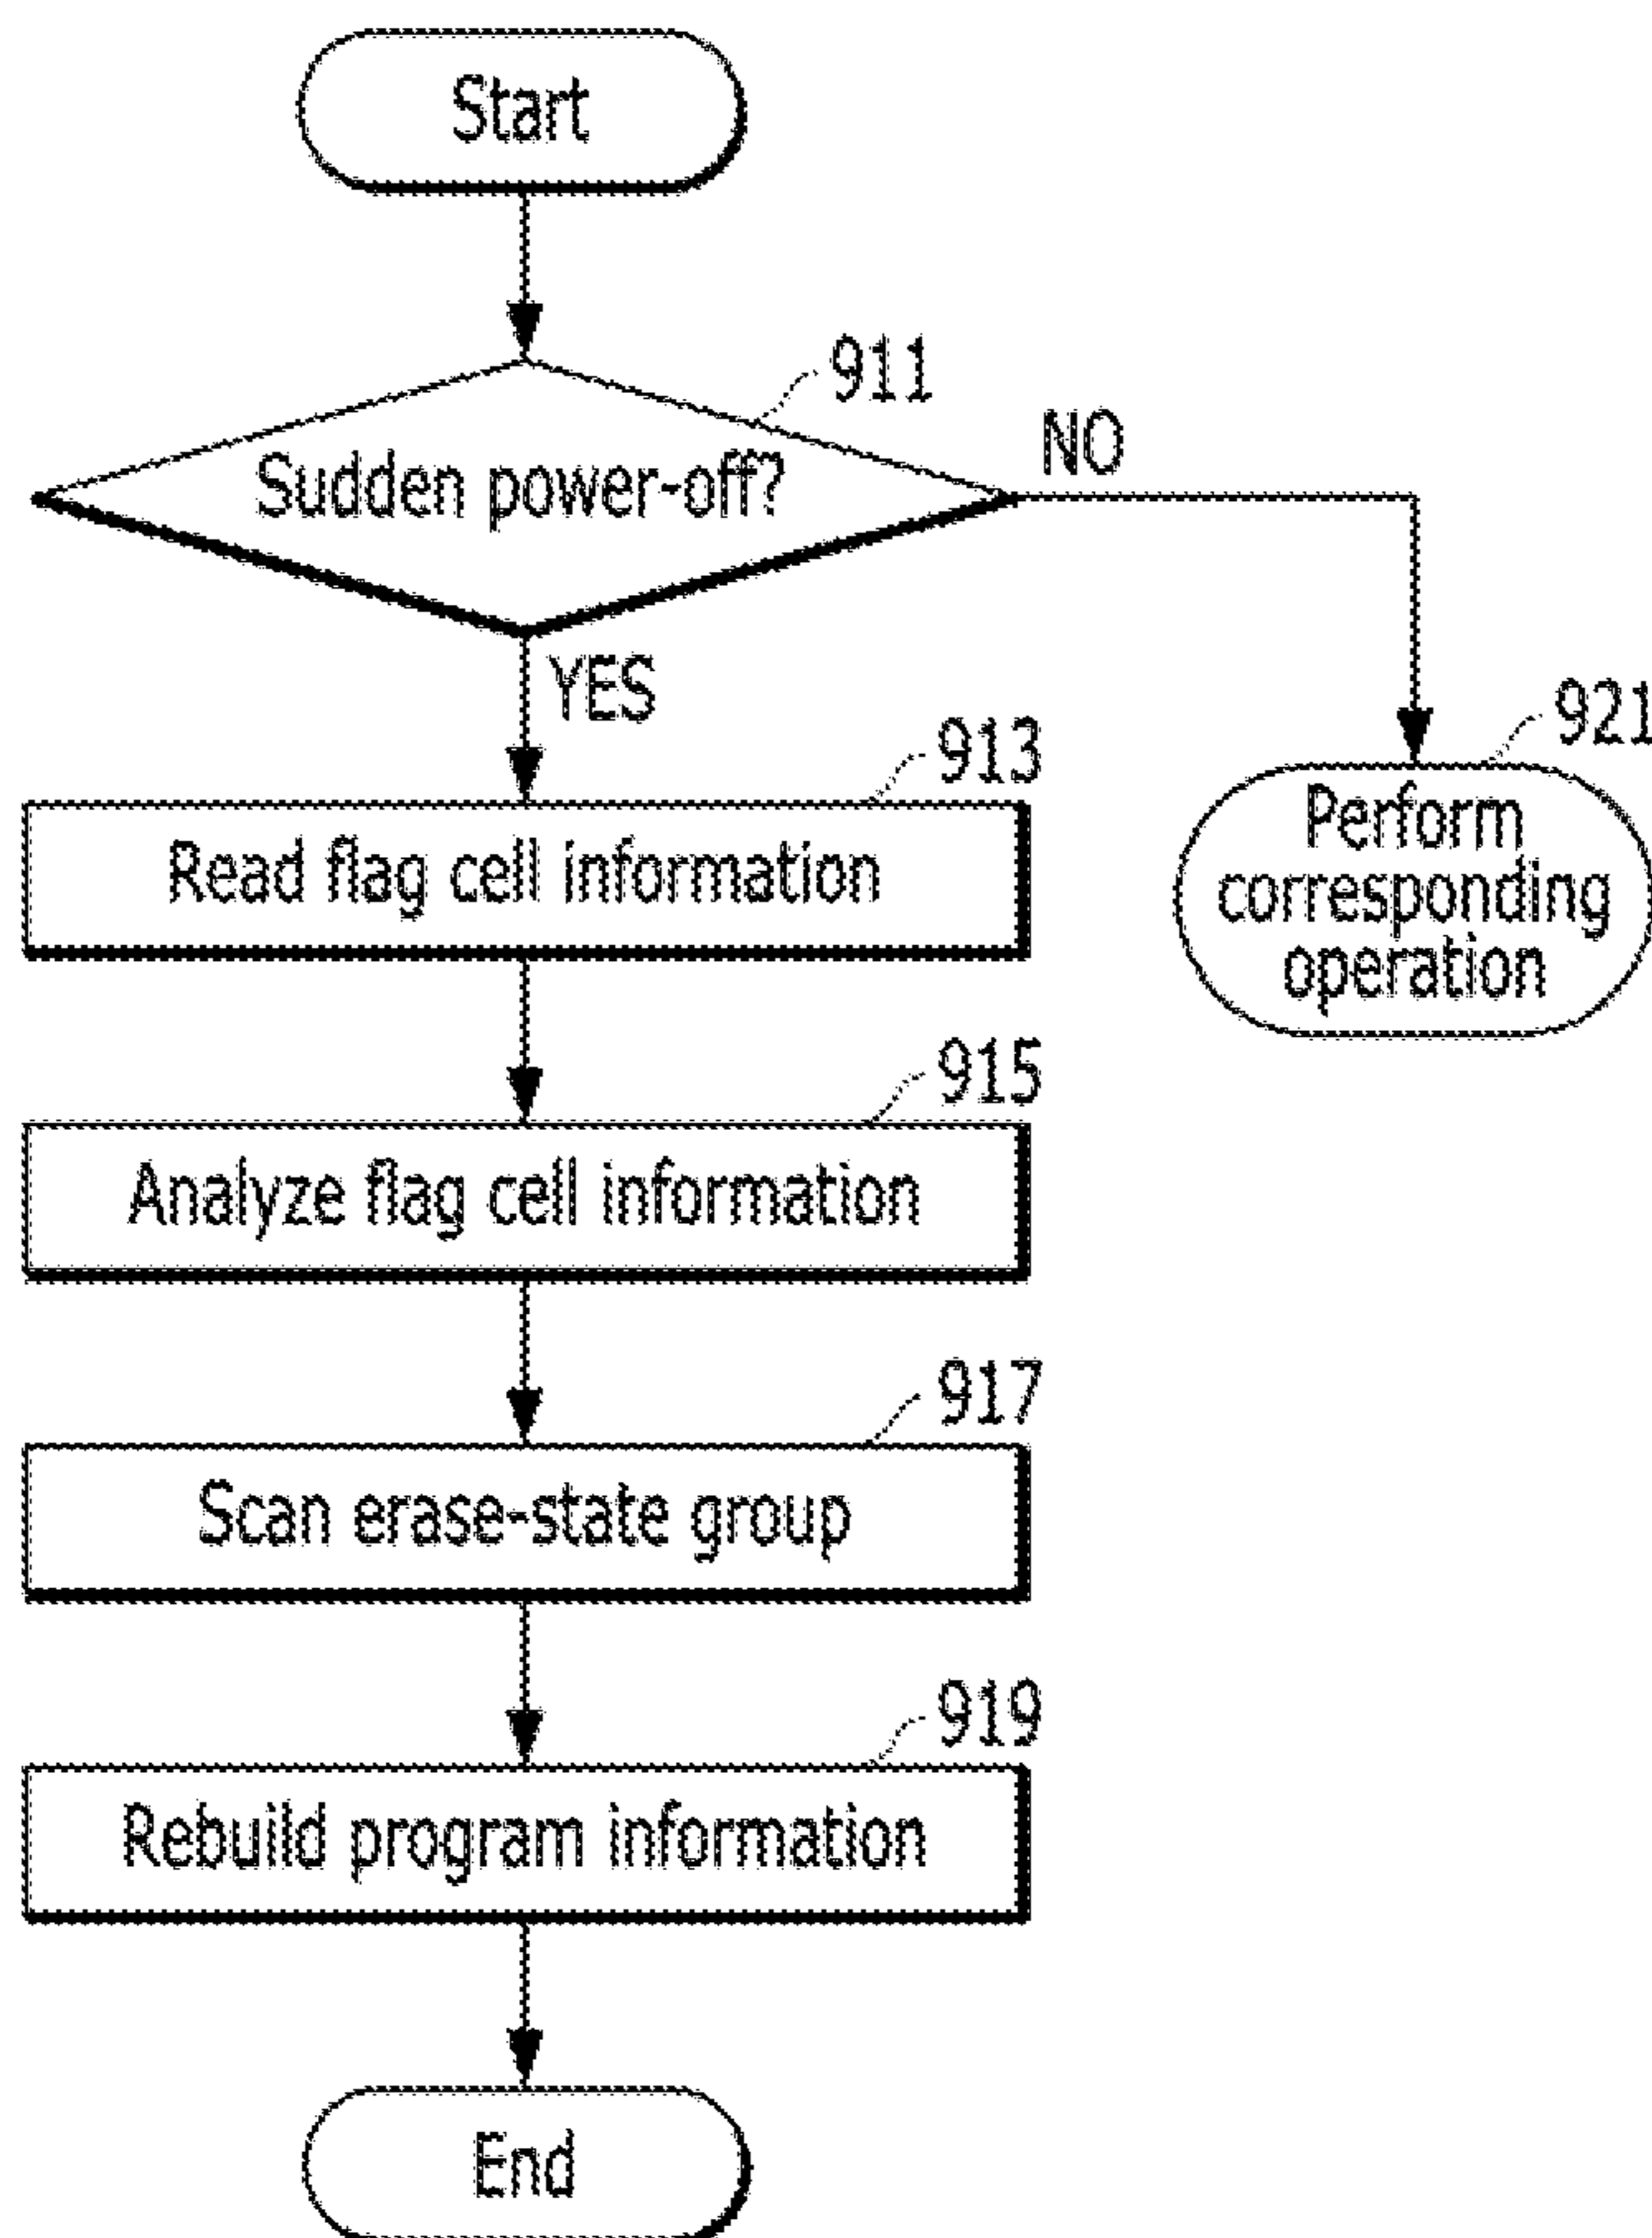 Start
911
Sudden power-off?
NO
YES
913
Read flag cell information
921
Perform
corresponding
operation
915
Analyze flag cell information
917
Scan erase-state group
919
Rebuild program information
End